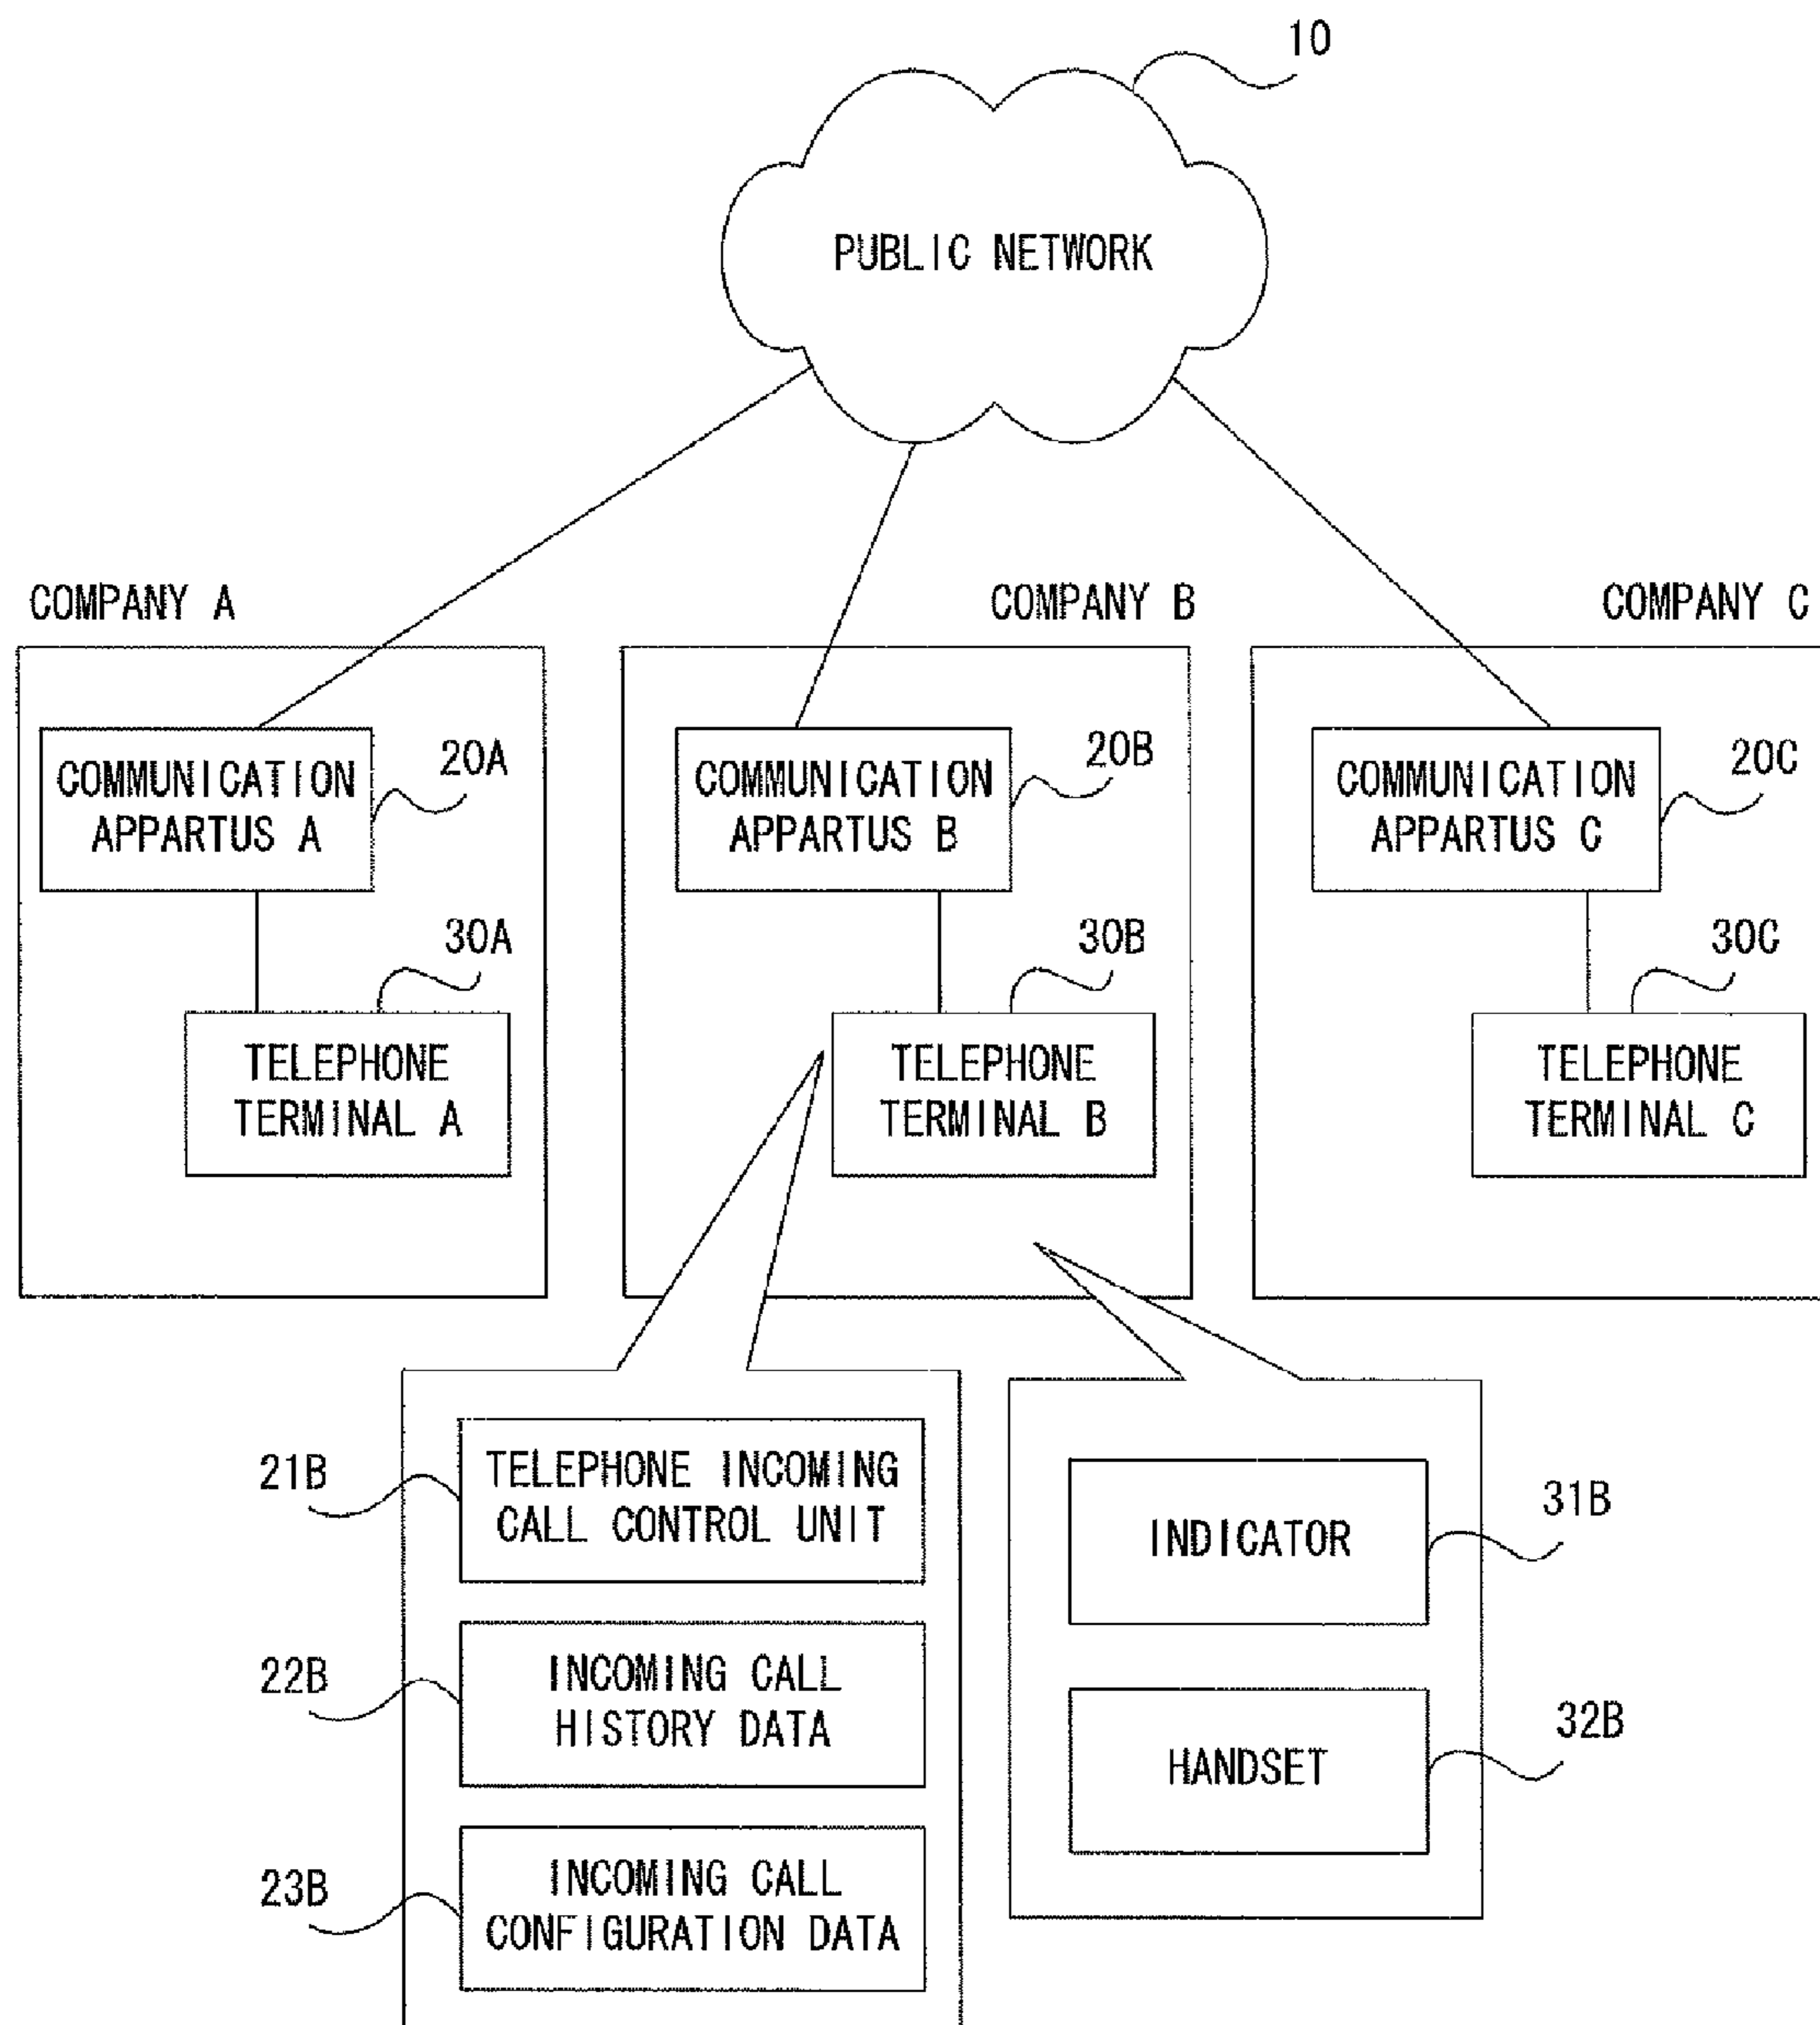 10
PUBLIC NETWORK
COMPANY A
COMPANY B
COMPANY C
COMMUNICATION
APPARTUS A
20A
COMMUNICATION
APPARTUS B
20B
COMMUNICATION
APPARTUS C
20C
30A
TELEPHONE
TERMINAL A
30B
TELEPHONE
TERMINAL B
30C
TELEPHONE
TERMINAL C
21B
TELEPHONE INCOMING
CALL CONTROL UNIT
22B
INCOMING CALL
HISTORY DATA
23B
INCOMING CALL
CONFIGURATION DATA
INDICATOR
31B
HANDSET
32B